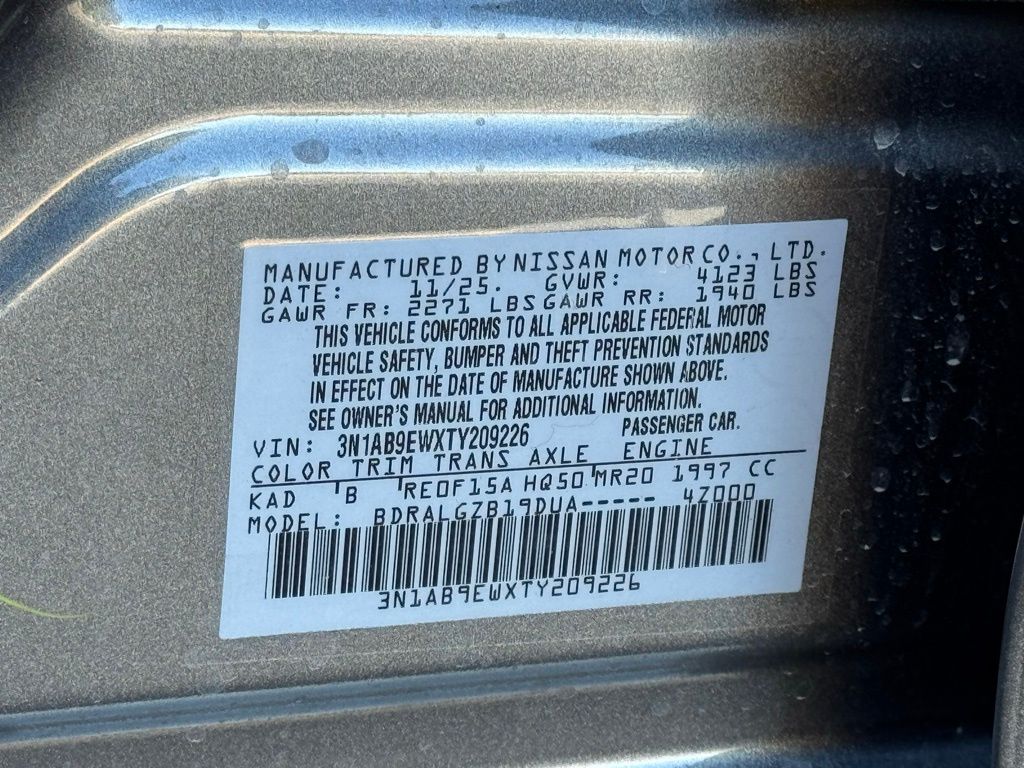 MANUFACTURED BY NISSAN MOTOR CO., LTD.
DATE: 11/25. GVWR: 4123 LBS
GAWR FR: 2271 LBS GAWR RR: 1940 LBS
THIS VEHICLE CONFORMS TO ALL APPLICABLE FEDERAL MOTOR
VEHICLE SAFETY, BUMPER AND THEFT PREVENTION STANDARDS
IN EFFECT ON THE DATE OF MANUFACTURE SHOWN ABOVE.
SEE OWNER'S MANUAL FOR ADDITIONAL INFORMATION.
VIN: 3N1AB9EWXTY209226 PASSENGER CAR.
COLOR TRIM TRANS AXLE ENGINE
KAD 'B 'RE0F15A HQ50'MR20 1997 CC
MODEL: BDRALGZB19DUA----- 4Z000
3N1AB9EWXTY209226